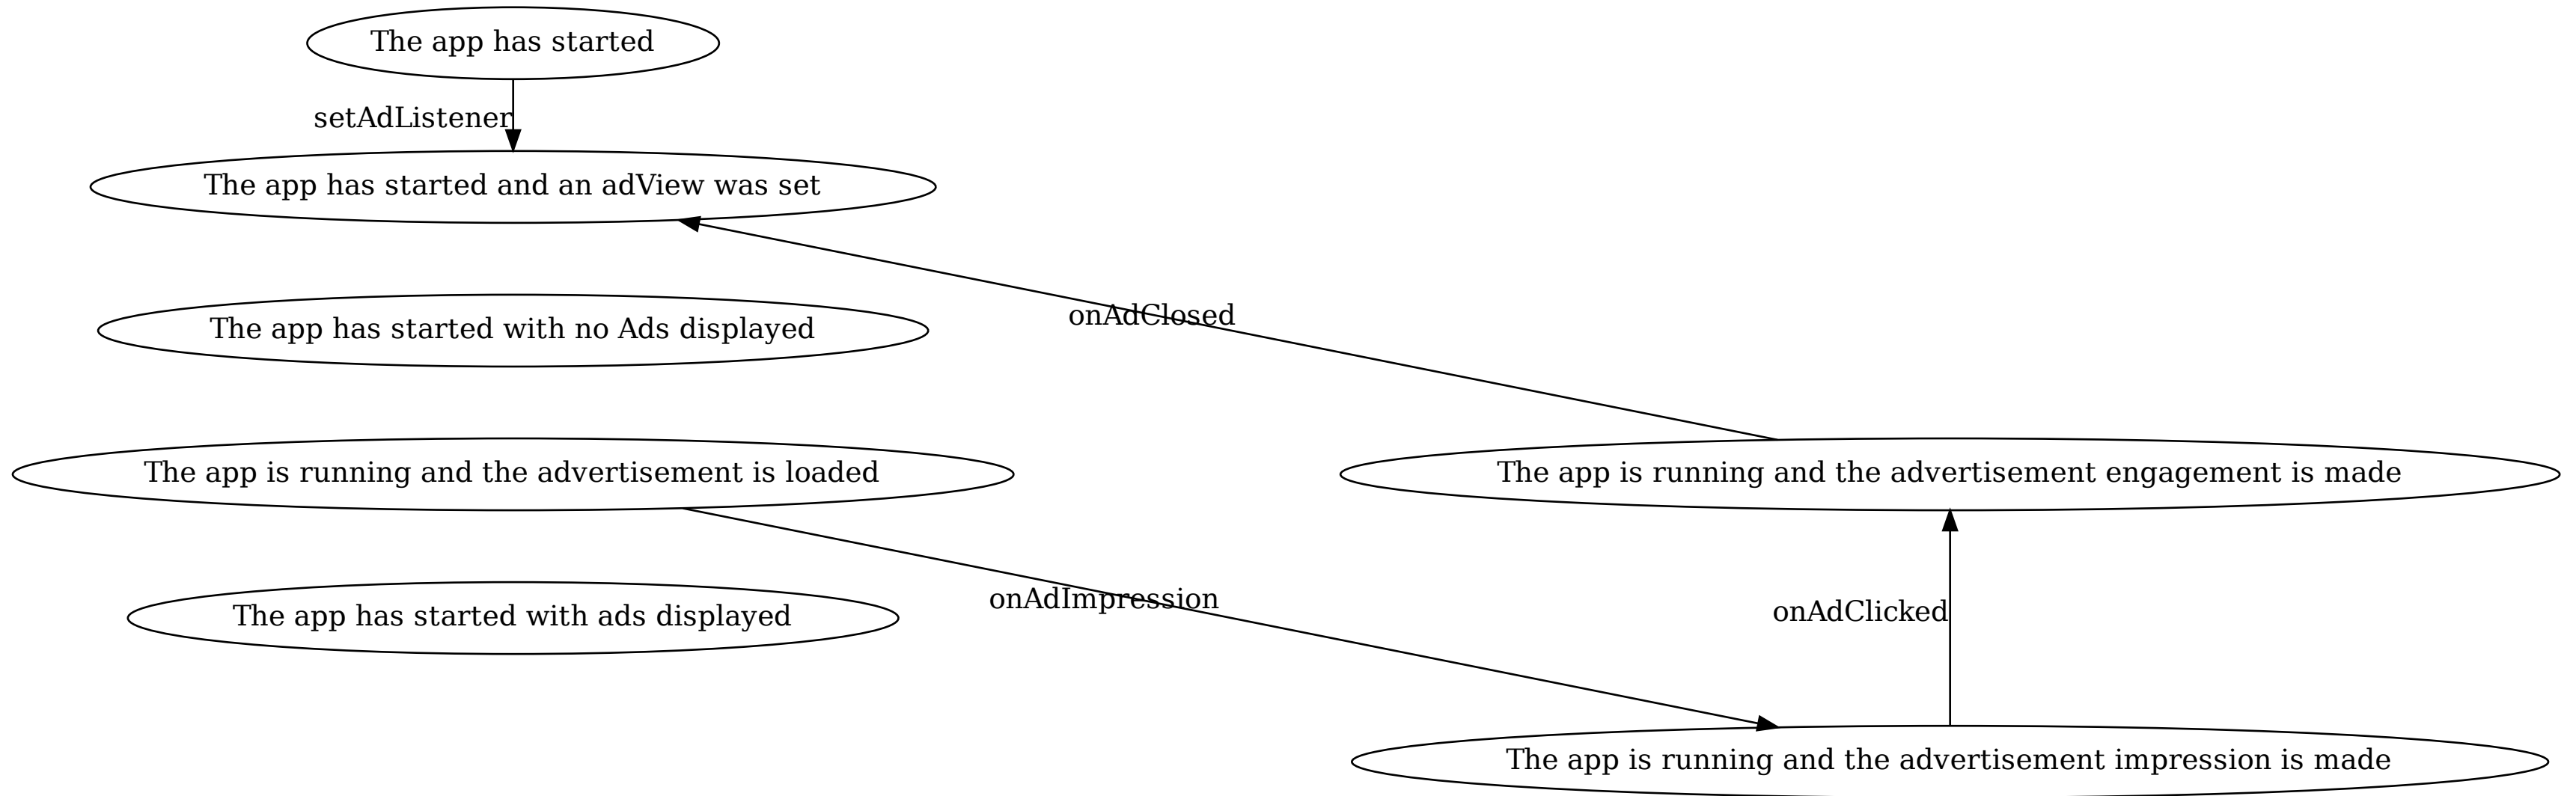 The app has started
setAdListener
The app has started and an adView was set
onAdClosed
The app has started with no Ads displayed
The app is running and the advertisement is loaded
The app is running and the advertisement engagement is made
onAdImpression
onAdClicked
The app has started with ads displayed
The app is running and the advertisement impression is made